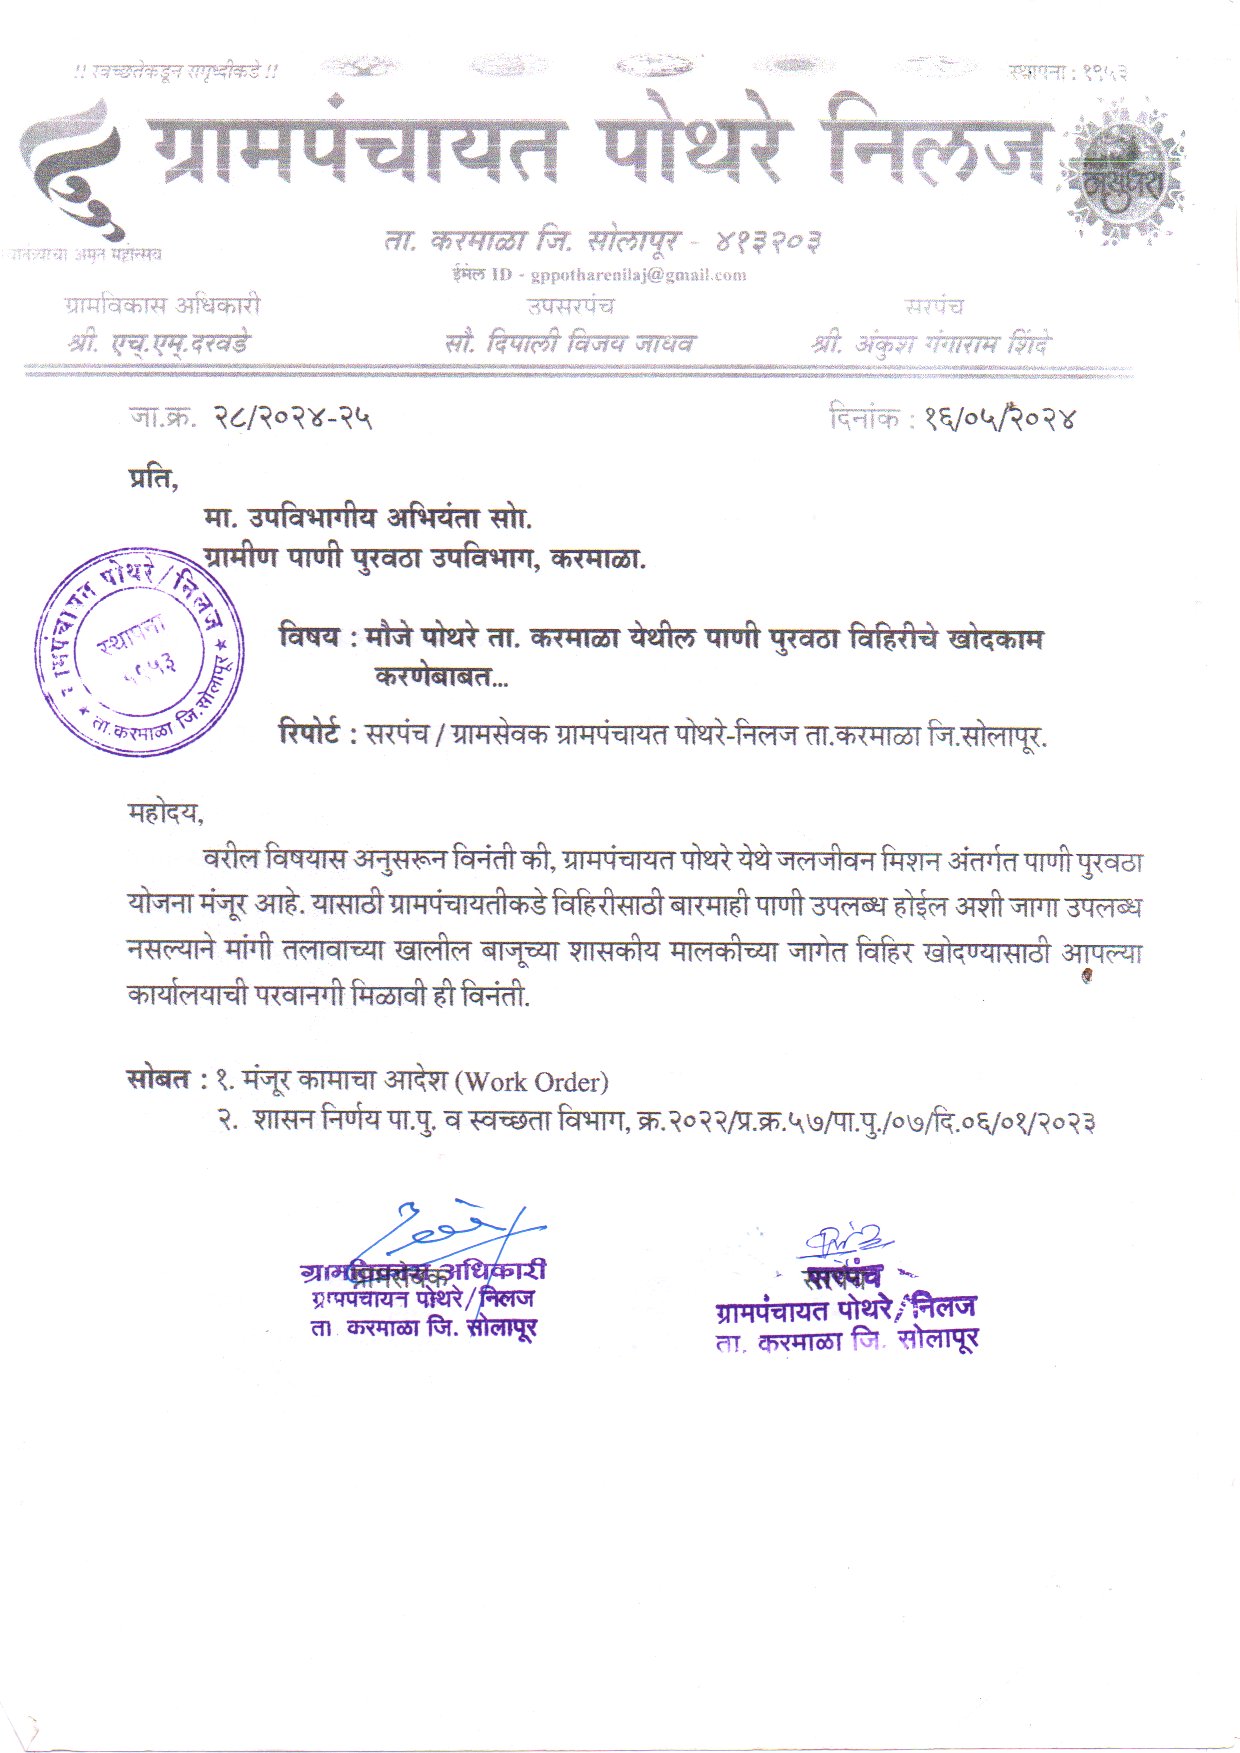 !! स्वच्छतेकडून समृध्दीकडे !!
स्थापना : १९५३
ग्रामपंचायत पोथरे निलज
ता. करमाळा जि. सोलापूर - ४१३२०३
अमृत महोत्सव
ईमेल ID - gppotharenilaj@gmail.com
ग्रामविकास अधिकारी उपसरपंच सरपंच
श्री. एच्.एम्.दरवडे सौ. दिपाली विजय जाधव श्री. अंकुश गंगाराम शिंदे
जा.क्र. २८/२०२४-२५ दिनांक : १६/०५/२०२४
प्रति,
मा. उपविभागीय अभियंता सो.
ग्रामीण पाणी पुरवठा उपविभाग, करमाळा.
ग्रामपंचायत पोथरे/निलज
स्थापना
१९५३
ता.करमाळा जि.सोलापूर
विषय : मौजे पोथरे ता. करमाळा येथील पाणी पुरवठा विहिरीचे खोदकाम
करणेबाबत...
रिपोर्ट : सरपंच / ग्रामसेवक ग्रामपंचायत पोथरे-निलज ता.करमाळा जि.सोलापूर.
महोदय,
वरील विषयास अनुसरून विनंती की, ग्रामपंचायत पोथरे येथे जलजीवन मिशन अंतर्गत पाणी पुरवठा
योजना मंजूर आहे. यासाठी ग्रामपंचायतीकडे विहिरीसाठी बारमाही पाणी उपलब्ध होईल अशी जागा उपलब्ध
नसल्याने मांगी तलावाच्या खालील बाजूच्या शासकीय मालकीच्या जागेत विहिर खोदण्यासाठी आपल्या
कार्यालयाची परवानगी मिळावी ही विनंती.
सोबत : १. मंजूर कामाचा आदेश (Work Order)
२. शासन निर्णय पा.पु. व स्वच्छता विभाग, क्र.२०२२/प्र.क्र.५७/पा.पु./०७/दि.०६/०१/२०२३
ग्रामविकास अधिकारी
ग्रामसेवक
ग्रामपंचायत पोथरे/निलज
ता. करमाळा जि. सोलापूर
सरपंच
सरपंच
ग्रामपंचायत पोथरे/निलज
ता. करमाळा जि. सोलापूर